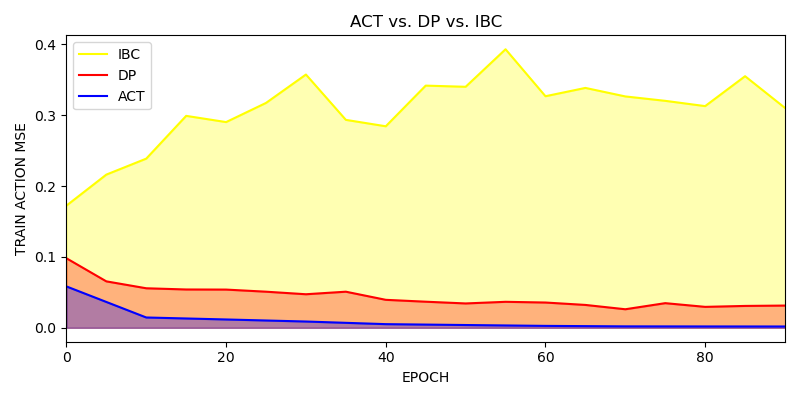 ACT vs. DP vs. IBC
IBC
DP
ACT
TRAIN ACTION MSE
0.4
0.3
0.2
0.1
0.0
0 20 40 60 80
EPOCH